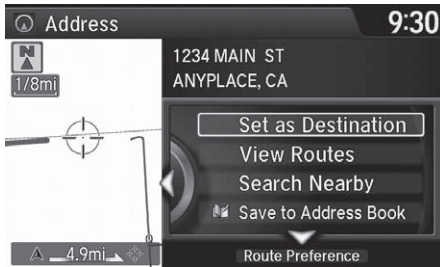 Address
9:30
N
1/8mi
1234 MAIN ST
ANYPLACE, CA
Set as Destination
View Routes
Search Nearby
Save to Address Book
4.9mi
Route Preference